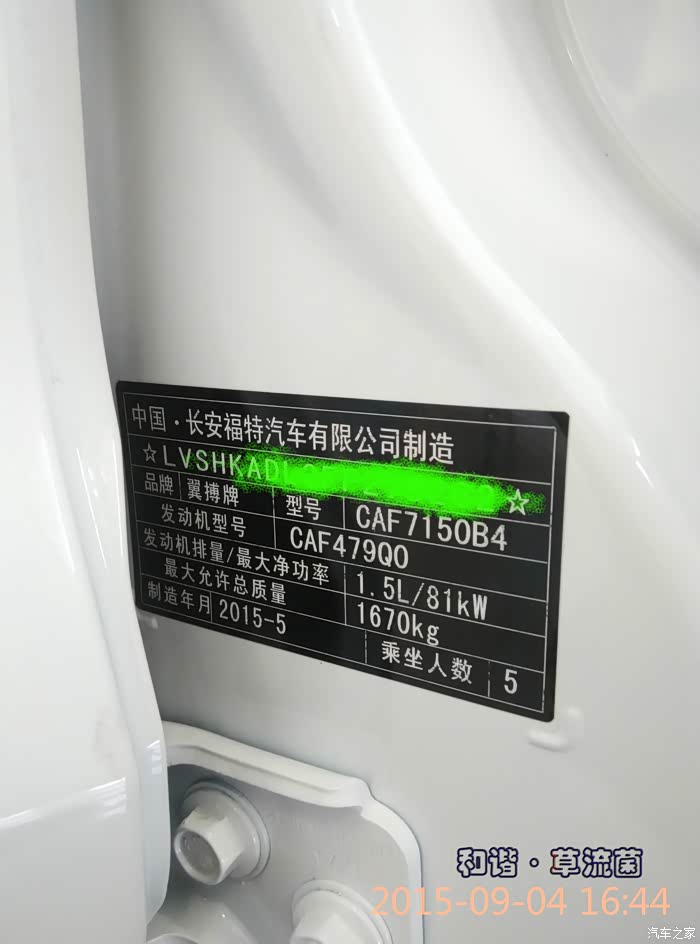 中国·长安福特汽车有限公司制造
☆LVSHKAD ☆
品牌 翼搏牌 型号 CAF7150B4
发动机型号 CAF479Q0
发动机排量/最大净功率 1.5L/81kW
最大允许总质量 1670kg
制造年月 2015-5 乘坐人数 5
和谐·草流菌
2015-09-04 16:44
汽车之家